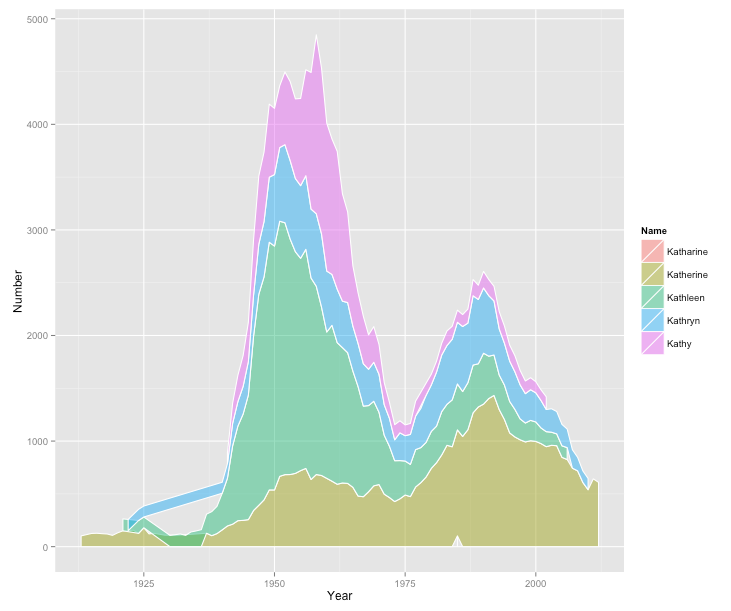 5000
4000
3000
2000
1000
0
Number
1925
1950
1975
2000
Year
Name
Katharine
Katherine
Kathleen
Kathryn
Kathy